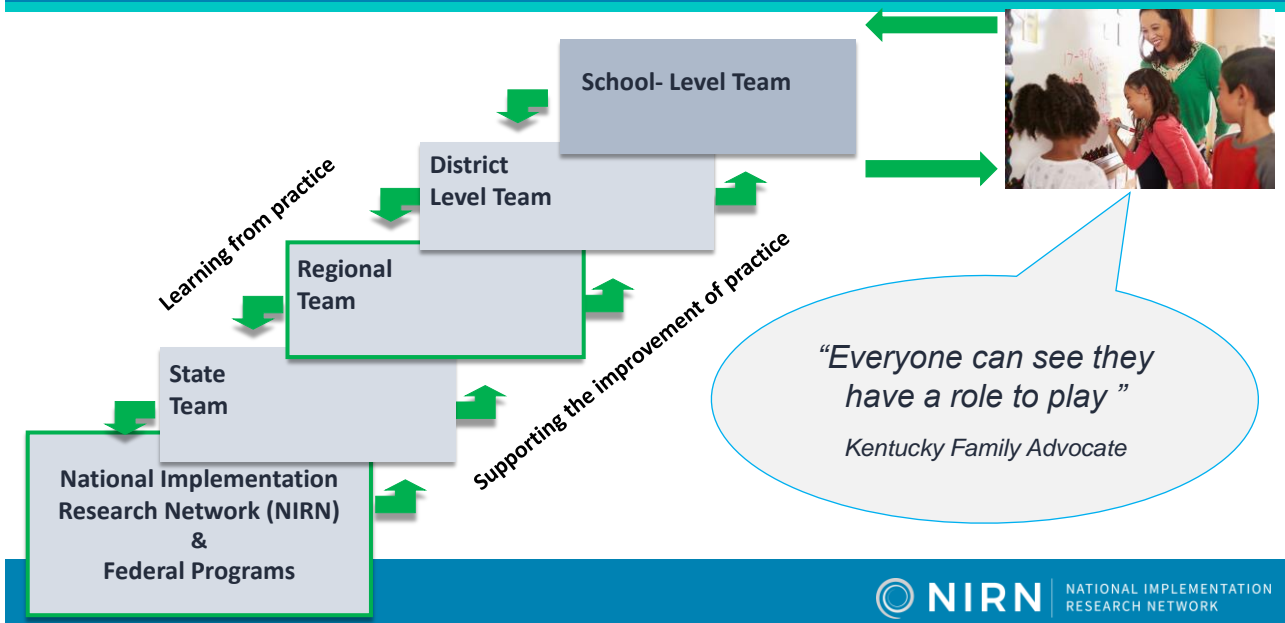 School- Level Team
District
Level Team
Learning from practice
Regional
Team
Supporting the improvement of practice
State
Team
National Implementation
Research Network (NIRN)
&
Federal Programs
“Everyone can see they
have a role to play ”
Kentucky Family Advocate
NIRN
NATIONAL IMPLEMENTATION
RESEARCH NETWORK